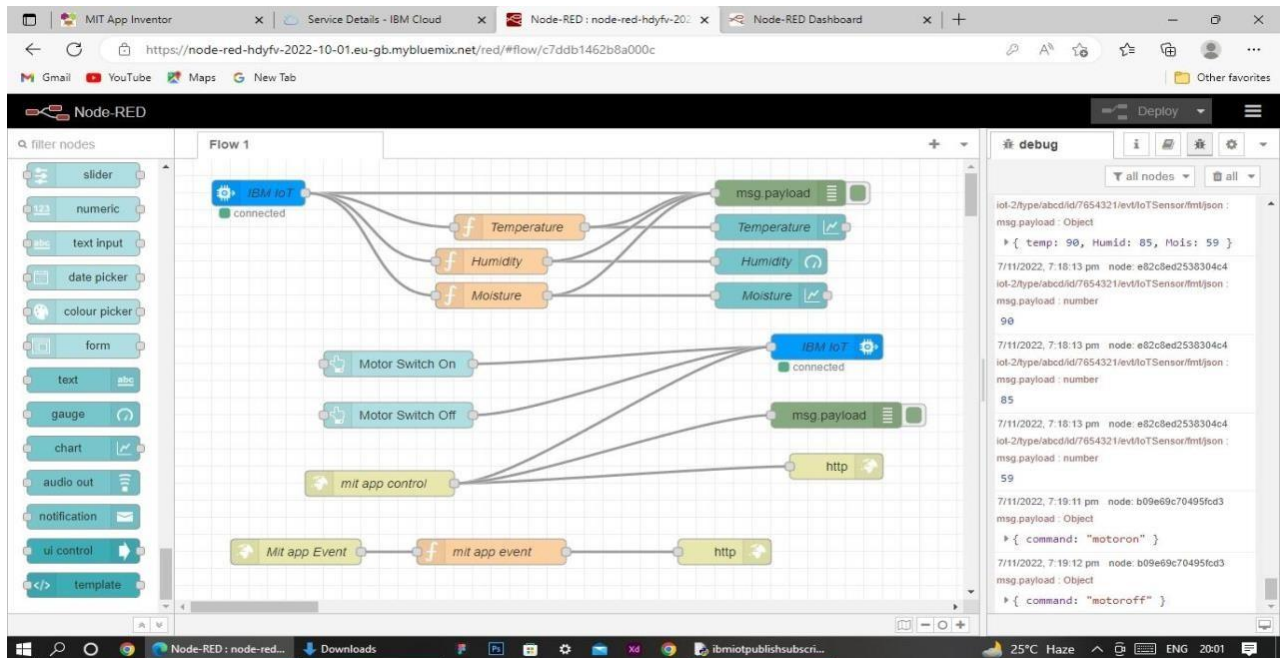 MIT App Inventor
Service Details - IBM Cloud
Node-RED : node-red-hdyfv-202
Node-RED Dashboard
https://node-red-hdyfv-2022-10-01.eu-gb.mybluemix.net/red/#flow/c7ddb1462b8a000c
Gmail YouTube Maps New Tab Other favorites
Node-RED Deploy
filter nodes
slider
numeric
text input
date picker
colour picker
form
text
gauge
chart
audio out
notification
ui control
template
Flow 1
IBM IoT
connected
Temperature
Humidity
Moisture
msg.payload
Temperature
Humidity
Moisture
Motor Switch On
Motor Switch Off
mit app control
IBM IoT
connected
msg.payload
http
Mit app Event
mit app event
http
debug
all nodes all
iot-2/type/abcd/id/7654321/evt/IoTSensor/fmt/json :
msg.payload : Object
{ temp: 90, Humid: 85, Mois: 59 }
7/11/2022, 7:18:13 pm node: e82c8ed2538304c4
iot-2/type/abcd/id/7654321/evt/IoTSensor/fmt/json :
msg.payload : number
90
7/11/2022, 7:18:13 pm node: e82c8ed2538304c4
iot-2/type/abcd/id/7654321/evt/IoTSensor/fmt/json :
msg.payload : number
85
7/11/2022, 7:18:13 pm node: e82c8ed2538304c4
iot-2/type/abcd/id/7654321/evt/IoTSensor/fmt/json :
msg.payload : number
59
7/11/2022, 7:19:11 pm node: b09e69c70495fcd3
msg.payload : Object
{ command: "motoron" }
7/11/2022, 7:19:12 pm node: b09e69c70495fcd3
msg.payload : Object
{ command: "motoroff" }
Node-RED : node-red... Downloads ibmiotpublishsubscri... 25°C Haze ENG 20:01